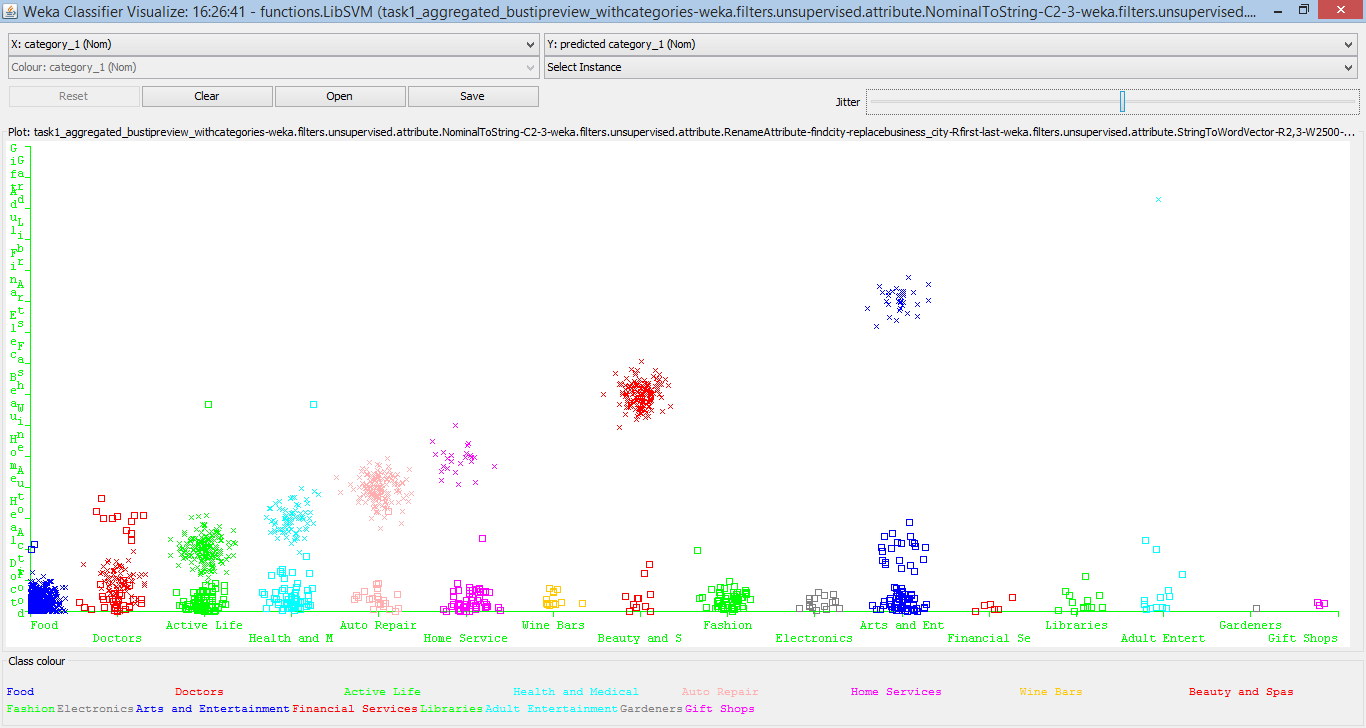 Weka Classifier Visualize: 16:26:41 - functions.LibSVM (task1_aggregated_bustipreview_withcategories-weka.filters.unsupervised.attribute.NominalToString-C2-3-weka.filters.unsupervised....
X: category_1 (Nom)
Y: predicted category_1 (Nom)
Colour: category_1 (Nom)
Select Instance
Reset
Clear
Open
Save
Jitter
Plot: task1_aggregated_bustipreview_withcategories-weka.filters.unsupervised.attribute.NominalToString-C2-3-weka.filters.unsupervised.attribute.RenameAttribute-findcity-replacebusiness_city-Rfirst-last-weka.filters.unsupervised.attribute.StringToWordVector-R2,3-W2500-...
Food
Doctors
Active Life
Health and M
Auto Repair
Home Service
Wine Bars
Beauty and S
Fashion
Electronics
Arts and Ent
Financial Se
Libraries
Adult Entert
Gardeners
Gift Shops
Class colour
Food Doctors Active Life Health and Medical Auto Repair Home Services Wine Bars Beauty and Spas
Fashion Electronics Arts and Entertainment Financial Services Libraries Adult Entertainment Gardeners Gift Shops